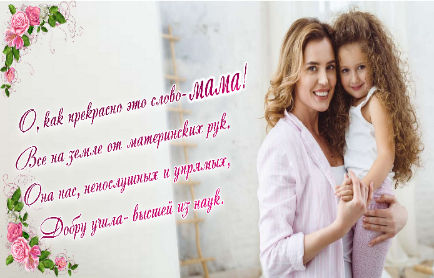 О, как прекрасно это слово-МАМА!
Все на земле от материнских рук,
Она нас, непослушных и упрямых,
Добру учила- высшей из наук.